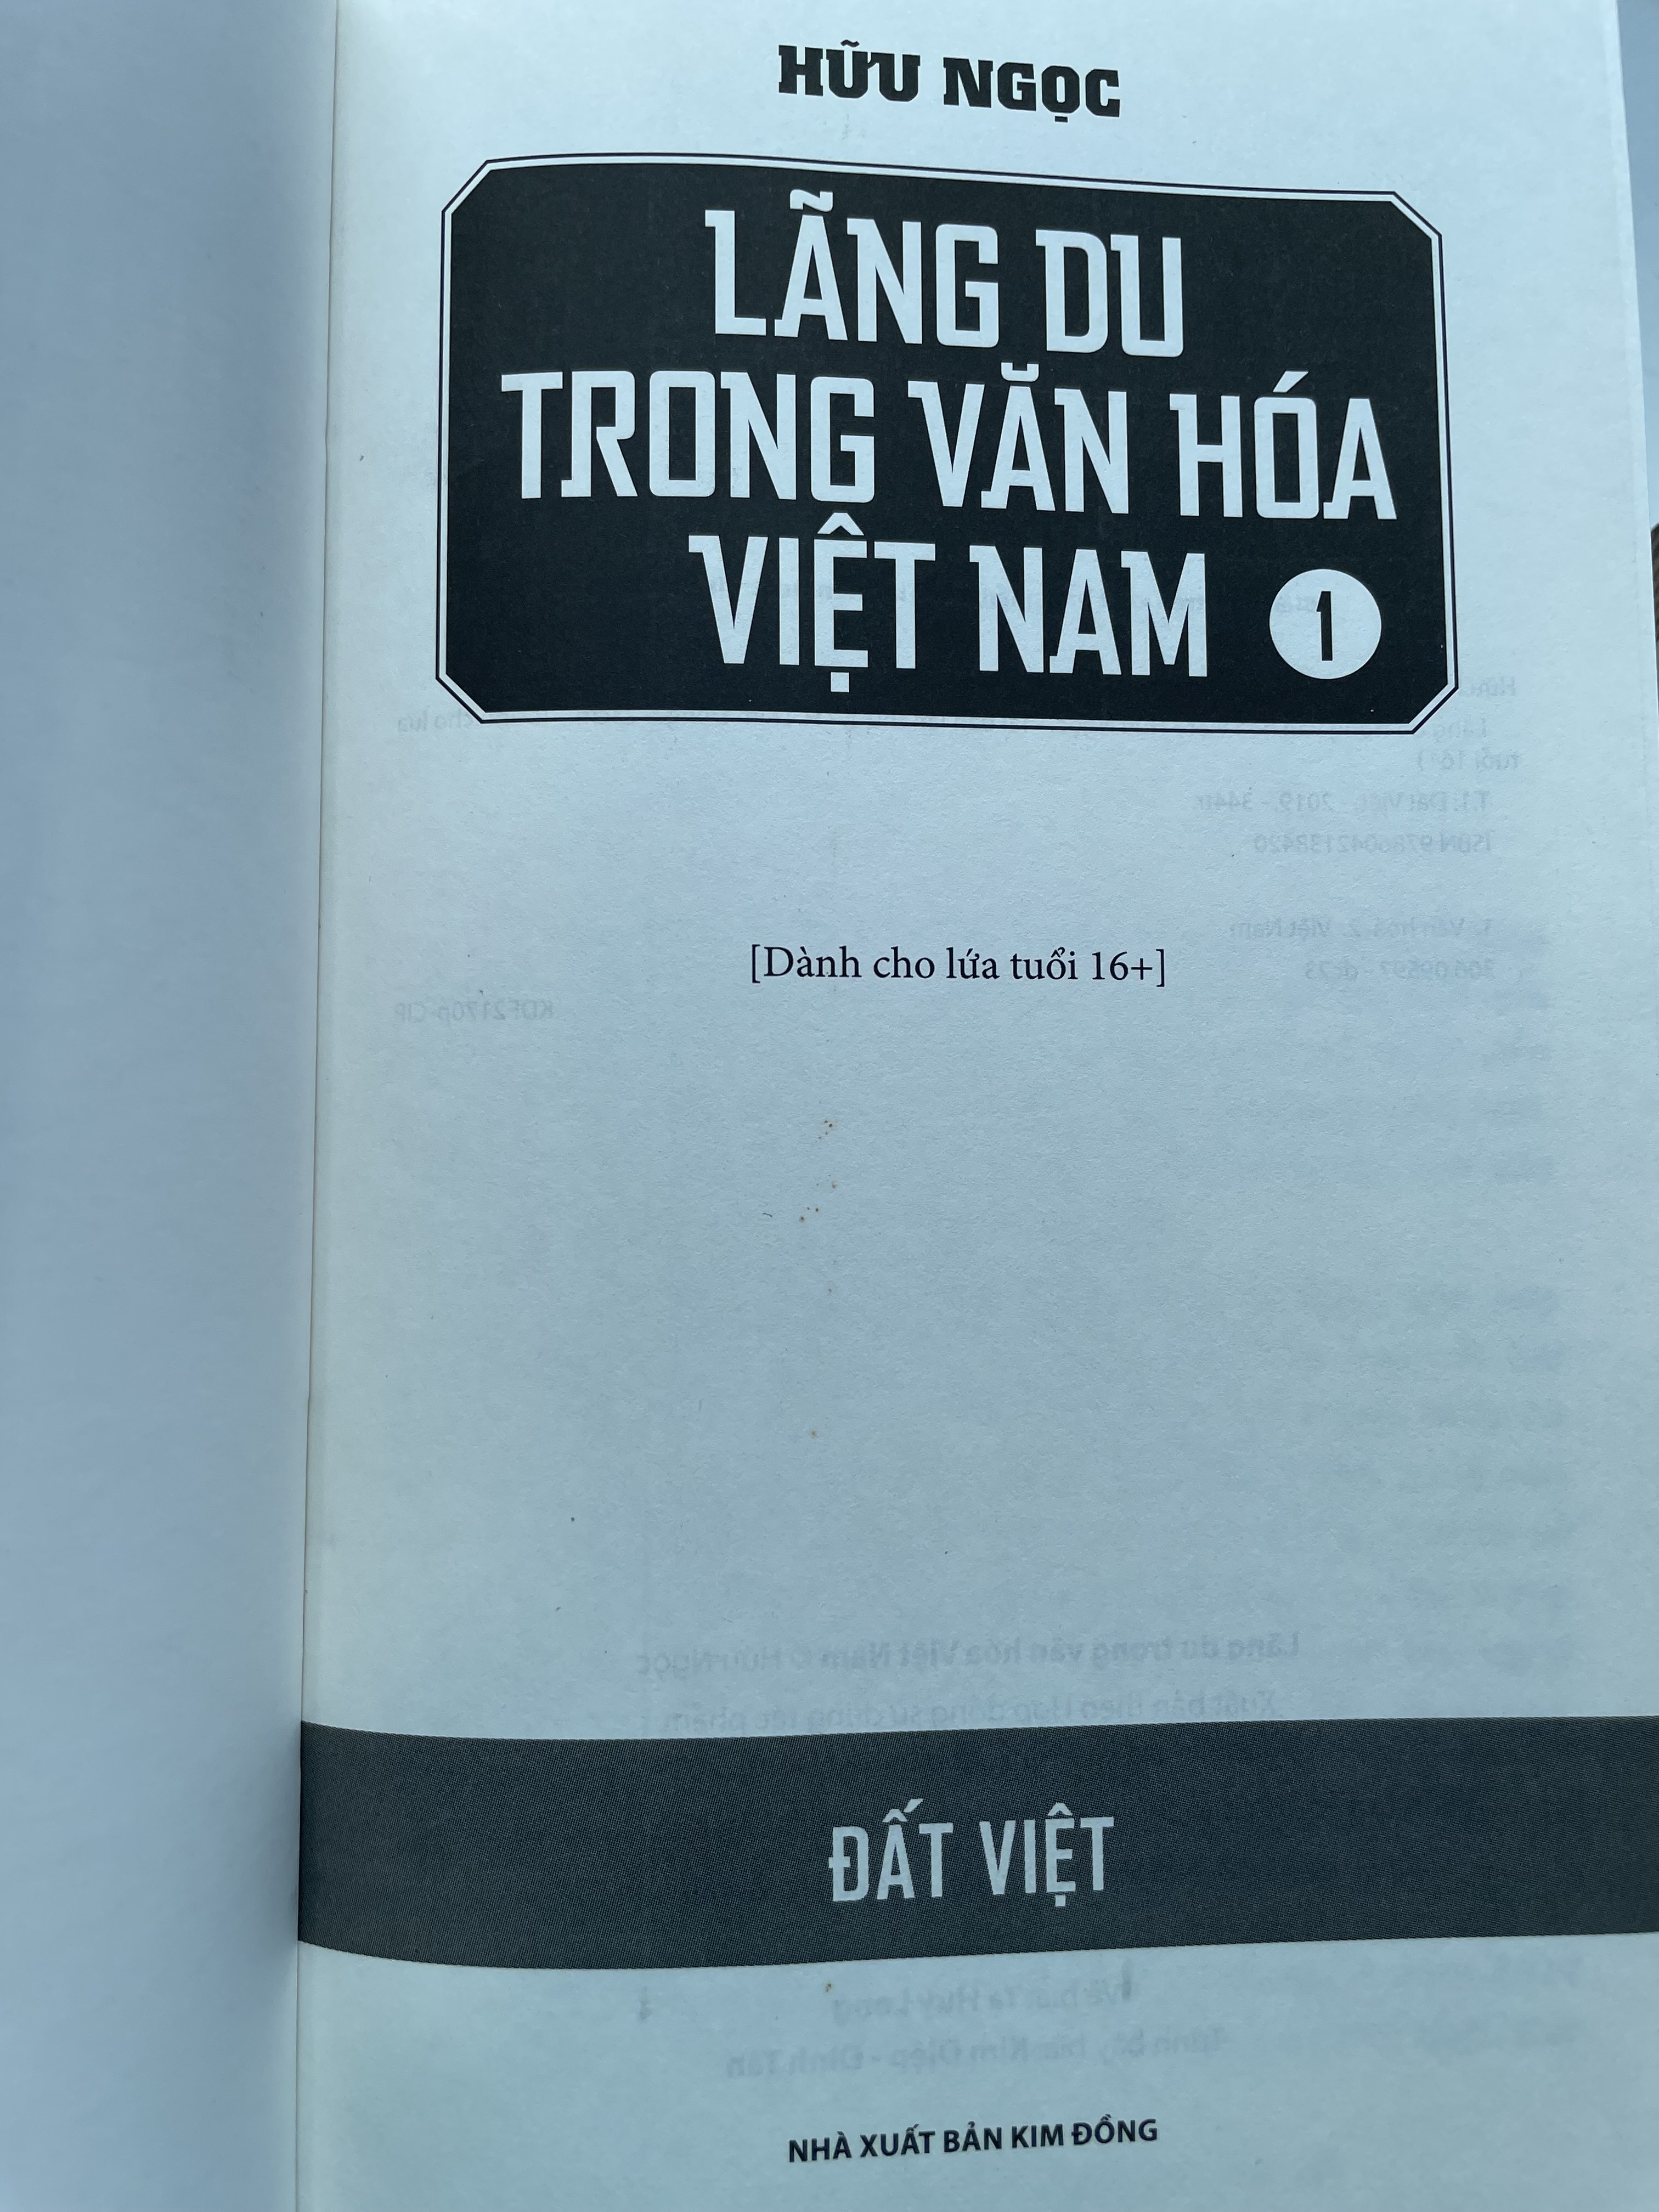 HỮU NGỌC
LÃNG DU
TRONG VĂN HÓA
VIỆT NAM 1
[Dành cho lứa tuổi 16+]
ĐẤT VIỆT
NHÀ XUẤT BẢN KIM ĐỒNG